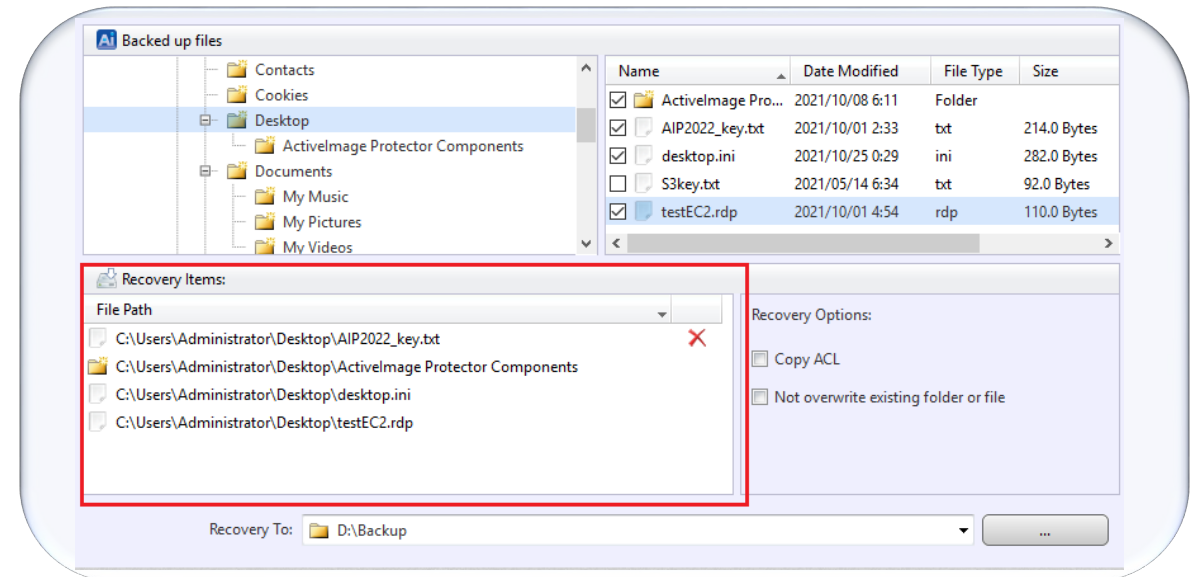 Ai Backed up files
Contacts
Cookies
Desktop
ActiveImage Protector Components
Documents
My Music
My Pictures
My Videos
Name Date Modified File Type Size
ActiveImage Pro... 2021/10/08 6:11 Folder
AIP2022_key.txt 2021/10/01 2:33 txt 214.0 Bytes
desktop.ini 2021/10/25 0:29 ini 282.0 Bytes
S3key.txt 2021/05/14 6:34 txt 92.0 Bytes
testEC2.rdp 2021/10/01 4:54 rdp 110.0 Bytes
Recovery Items:
File Path
C:\Users\Administrator\Desktop\AIP2022_key.txt
C:\Users\Administrator\Desktop\ActiveImage Protector Components
C:\Users\Administrator\Desktop\desktop.ini
C:\Users\Administrator\Desktop\testEC2.rdp
Recovery Options:
Copy ACL
Not overwrite existing folder or file
Recovery To: D:\Backup ...